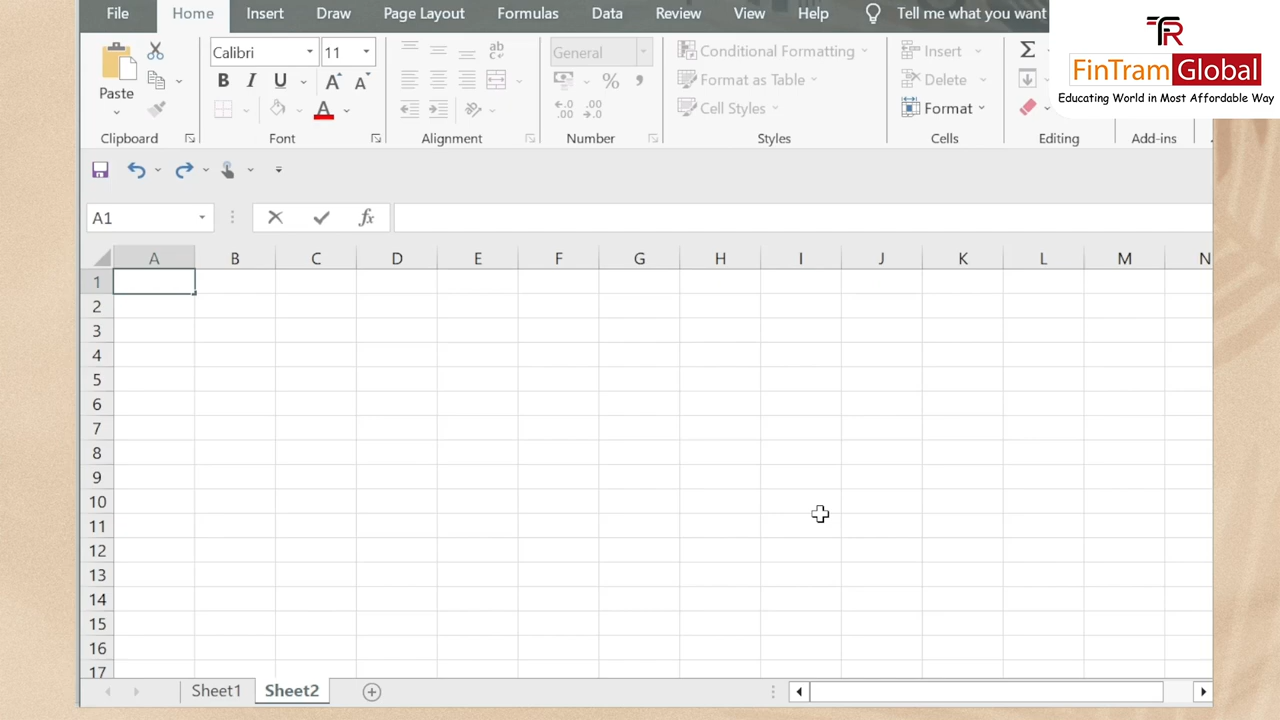 File Home Insert Draw Page Layout Formulas Data Review View Help Tell me what you want
FinTram Global
Educating World in Most Affordable Way
Paste
Calibri 11
B I U A A A
ab
General
% .00
Conditional Formatting
Format as Table
Cell Styles
Insert
Delete
Format
Σ
Clipboard Font Alignment Number Styles Cells Editing Add-ins
A1 fx
A B C D E F G H I J K L M N
1
2
3
4
5
6
7
8
9
10
11
12
13
14
15
16
17
Sheet1 Sheet2